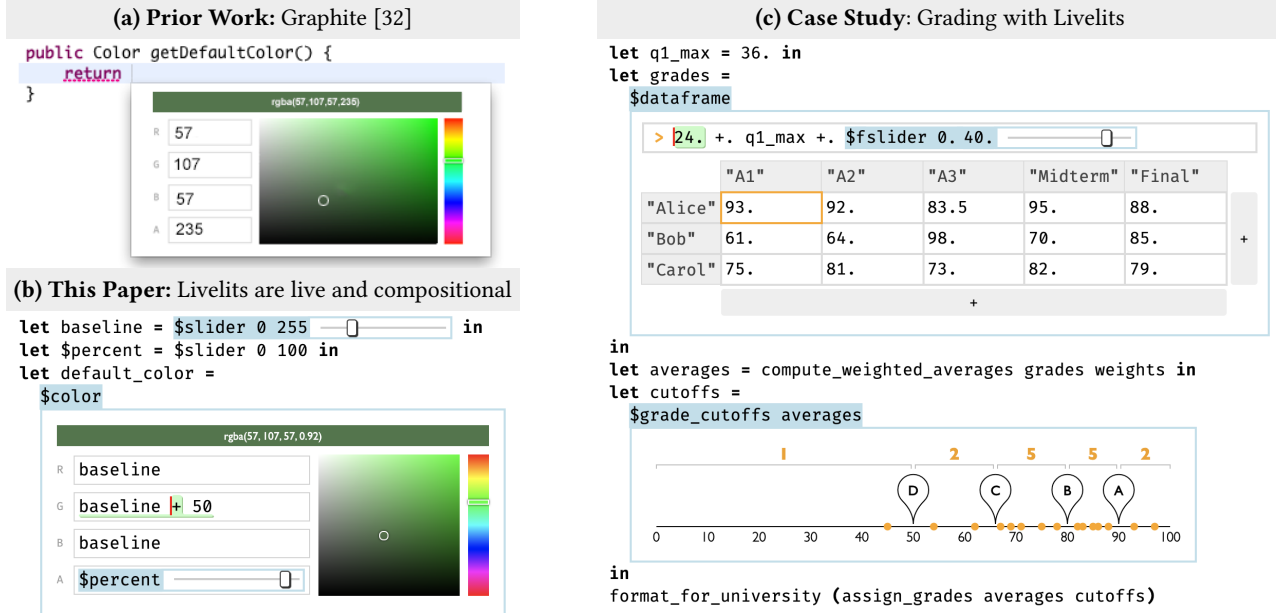 (a) Prior Work: Graphite [32]
public Color getDefaultColor() {
return
}
rgba(57,107,57,235)
R 57
G 107
B 57
A 235
(b) This Paper: Livelits are live and compositional
let baseline = $slider 0 255 in
let $percent = $slider 0 100 in
let default_color =
$color
rgba(57, 107, 57, 0.92)
R baseline
G baseline + 50
B baseline
A $percent
(c) Case Study: Grading with Livelits
let q1_max = 36. in
let grades =
$dataframe
> 24. +. q1_max +. $fslider 0. 40.
"A1" "A2" "A3" "Midterm" "Final"
"Alice" 93. 92. 83.5 95. 88.
"Bob" 61. 64. 98. 70. 85. +
"Carol" 75. 81. 73. 82. 79.
+
in
let averages = compute_weighted_averages grades weights in
let cutoffs =
$grade_cutoffs averages
1 2 5 5 2
D C B A
0 10 20 30 40 50 60 70 80 90 100
in
format_for_university (assign_grades averages cutoffs)